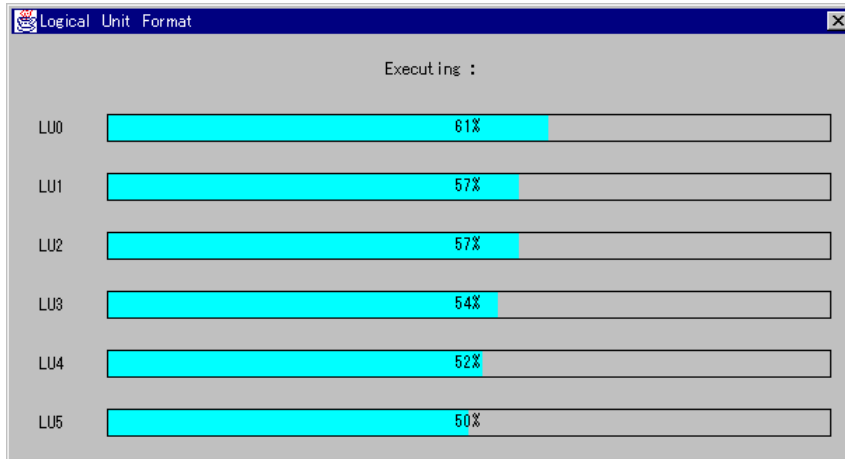 Logical Unit Format
Executing :
LU0 61%
LU1 57%
LU2 57%
LU3 54%
LU4 52%
LU5 50%